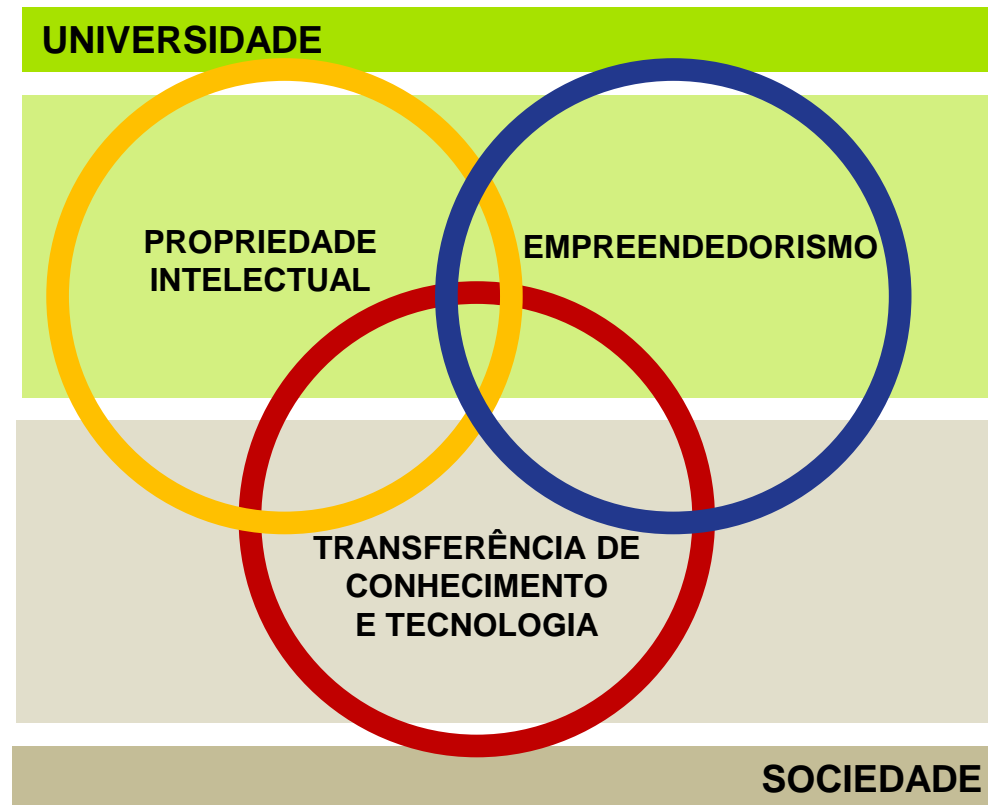 UNIVERSIDADE
PROPRIEDADE
INTELECTUAL
EMPREENDEDORISMO
TRANSFERÊNCIA DE
CONHECIMENTO
E TECNOLOGIA
SOCIEDADE